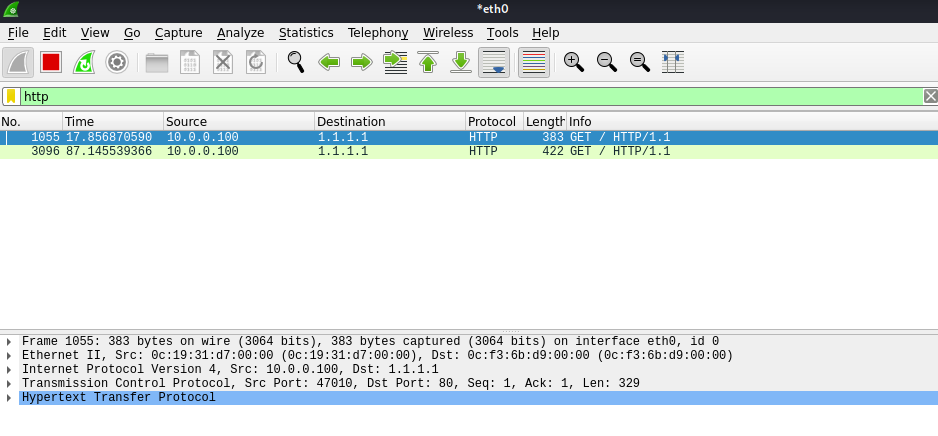 *eth0
File Edit View Go Capture Analyze Statistics Telephony Wireless Tools Help
http
No. Time Source Destination Protocol Length Info
1055 17.856870590 10.0.0.100 1.1.1.1 HTTP 383 GET / HTTP/1.1
3096 87.145539366 10.0.0.100 1.1.1.1 HTTP 422 GET / HTTP/1.1
Frame 1055: 383 bytes on wire (3064 bits), 383 bytes captured (3064 bits) on interface eth0, id 0
Ethernet II, Src: 0c:19:31:d7:00:00 (0c:19:31:d7:00:00), Dst: 0c:f3:6b:d9:00:00 (0c:f3:6b:d9:00:00)
Internet Protocol Version 4, Src: 10.0.0.100, Dst: 1.1.1.1
Transmission Control Protocol, Src Port: 47010, Dst Port: 80, Seq: 1, Ack: 1, Len: 329
Hypertext Transfer Protocol